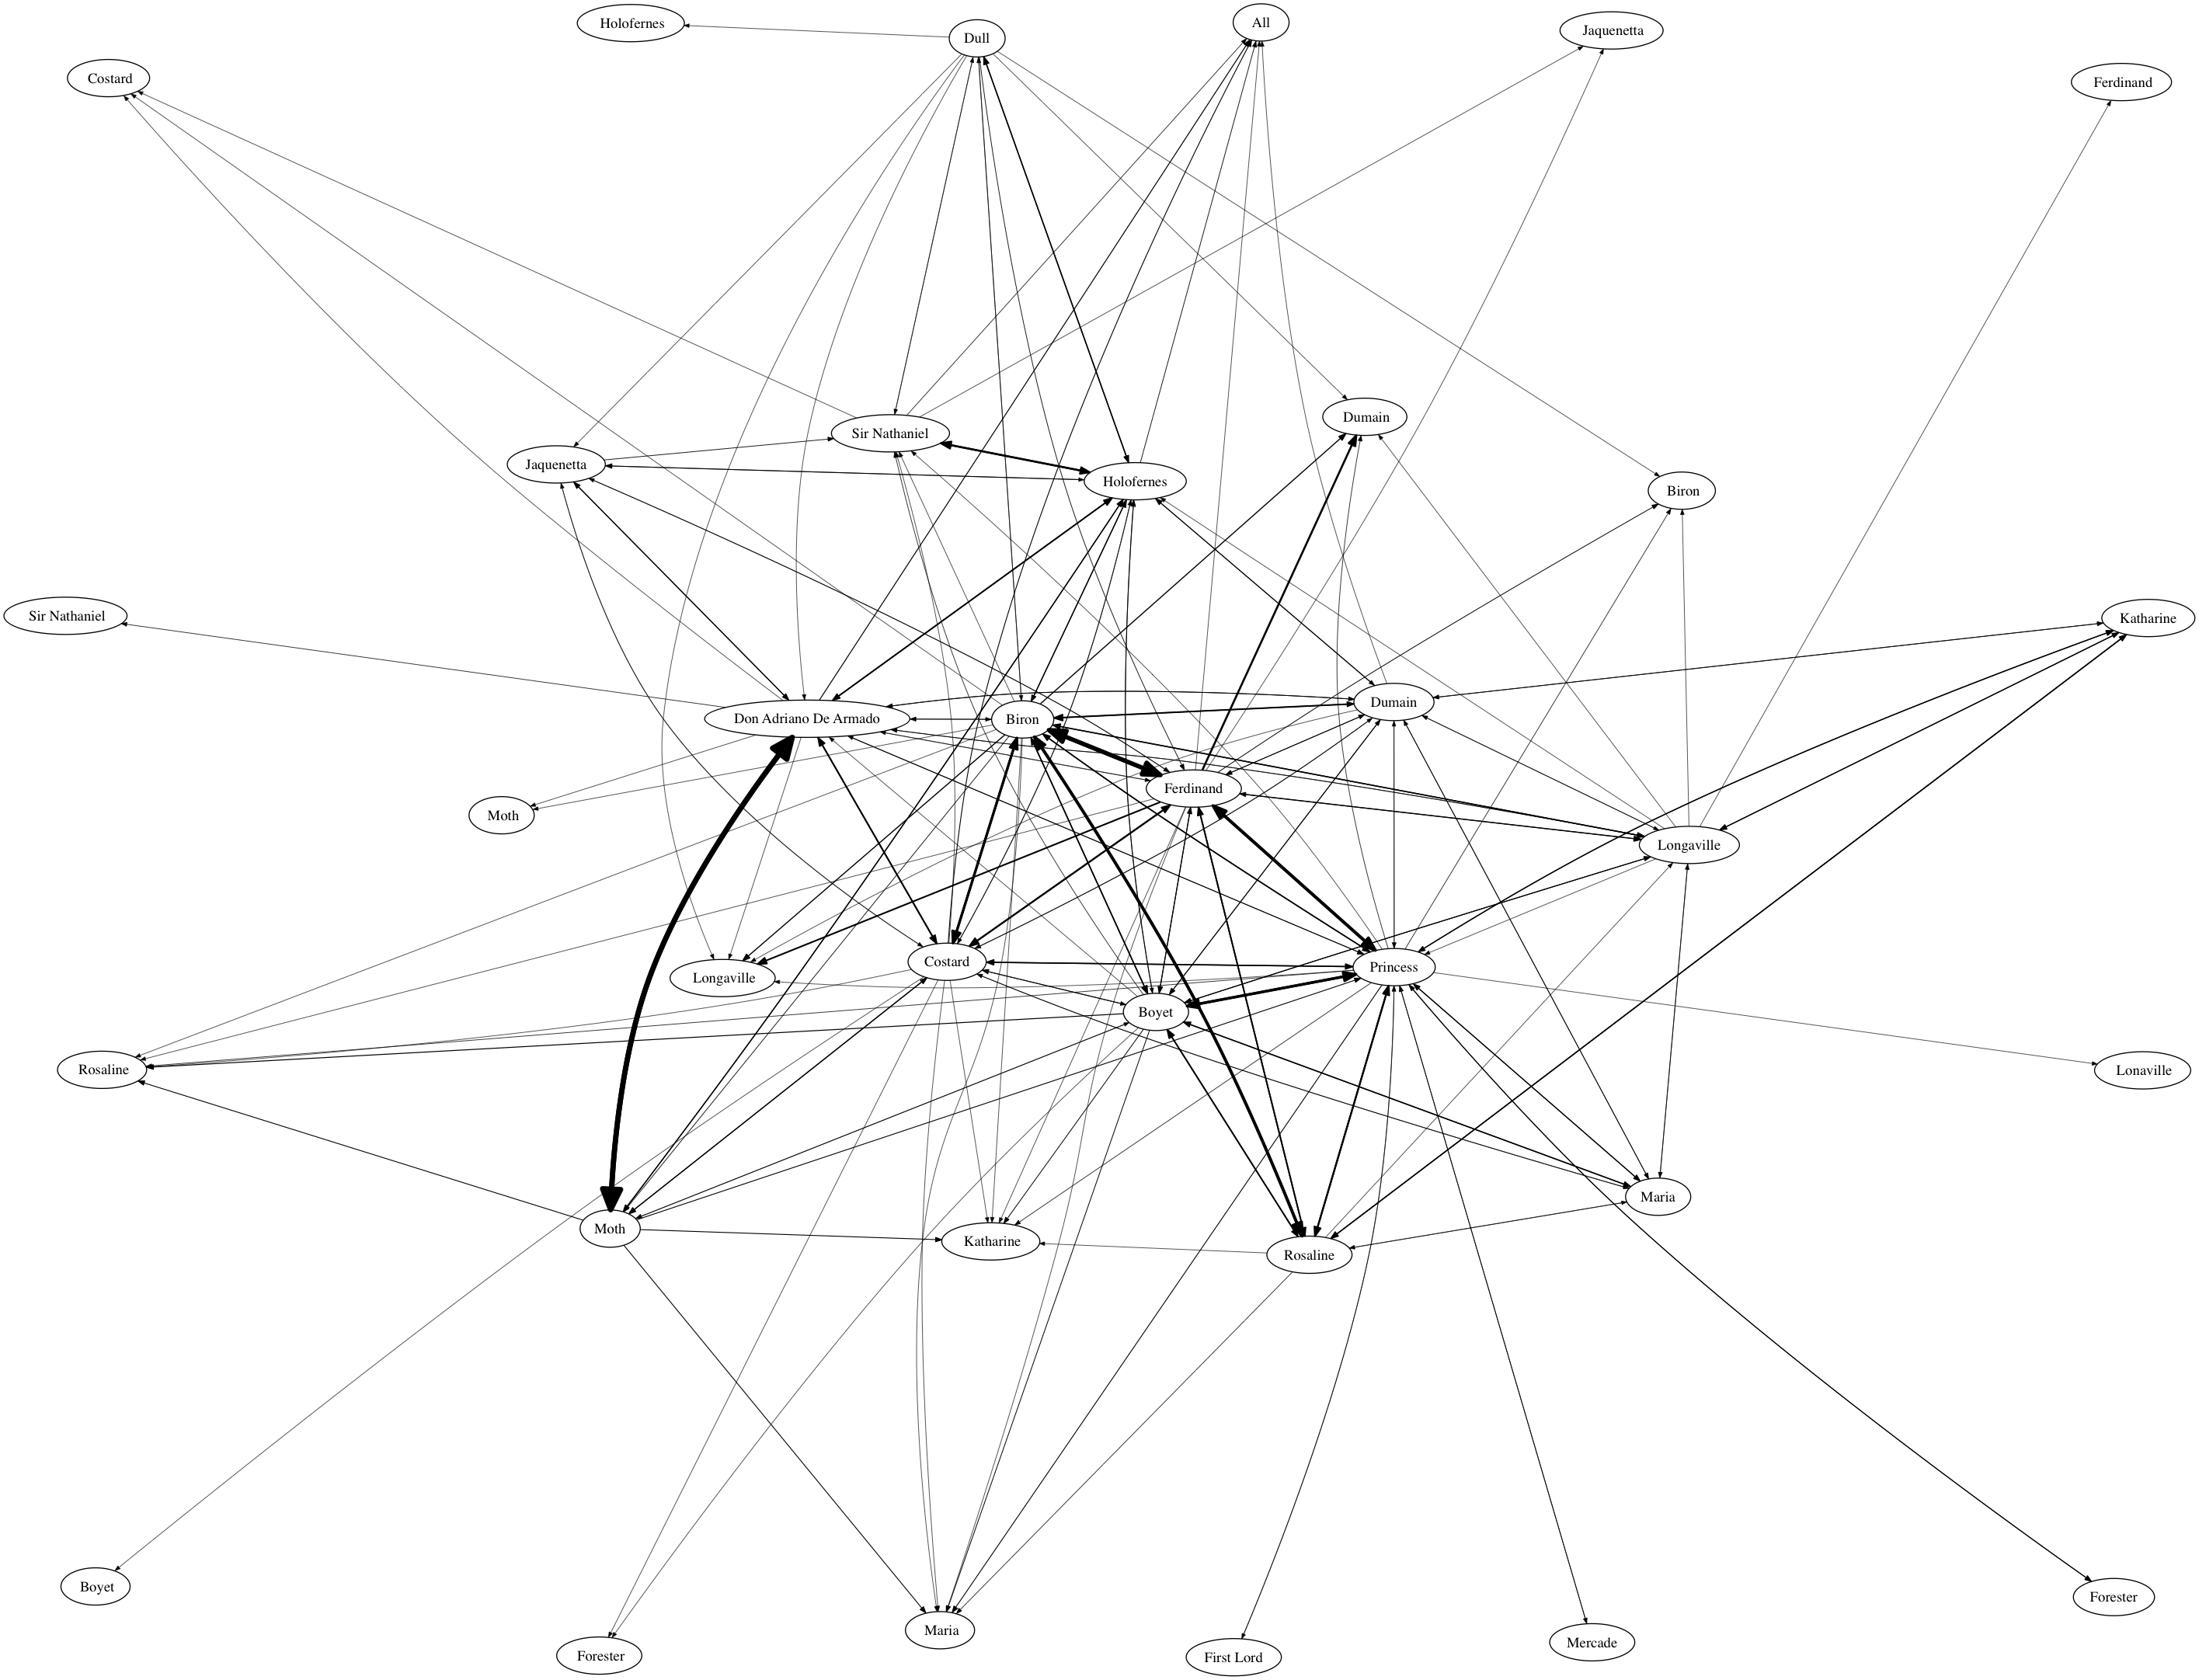 All
Holofernes
Jaquenetta
Dull
Costard
Ferdinand
Dumain
Sir Nathaniel
Jaquenetta
Holofernes
Biron
Sir Nathaniel
Katharine
Dumain
Don Adriano De Armado
Biron
Ferdinand
Moth
Longaville
Costard
Princess
Longaville
Boyet
Rosaline
Lonaville
Maria
Moth
Katharine
Rosaline
Boyet
Forester
Maria
Mercade
Forester
First Lord